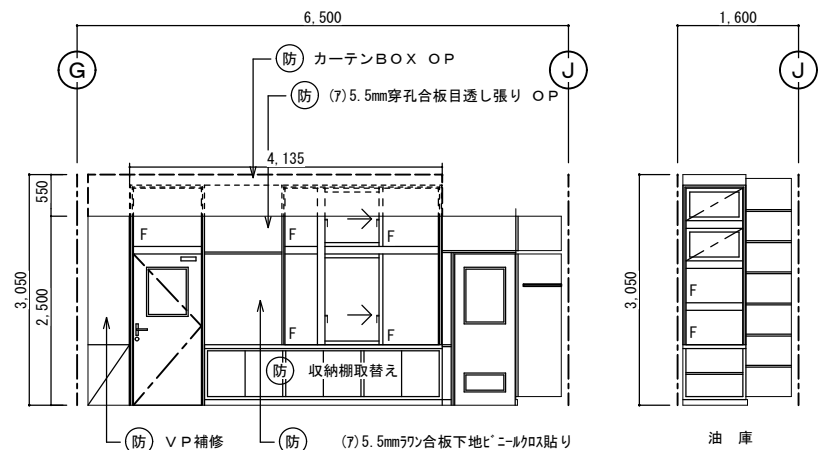 6,500
1,600
G
J
J
防 カーテンBOX OP
防 (ｱ)5.5mm穿孔合板目透し張り OP
4,135
550
3,050
2,500
3,050
F
F
F
F
F
F
F
防 収納棚取替え
防 VP補修
防 (ｱ)5.5mmﾗﾜﾝ合板下地ﾋﾞﾆｰﾙｸﾛｽ貼り
油 庫